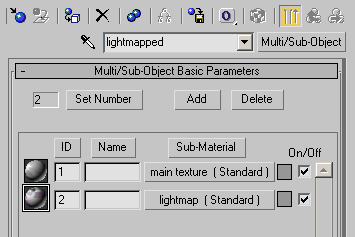 lightmapped Multi/Sub-Object
- Multi/Sub-Object Basic Parameters
2 Set Number Add Delete
ID Name Sub-Material On/Off
1 main texture ( Standard )
2 lightmap ( Standard )